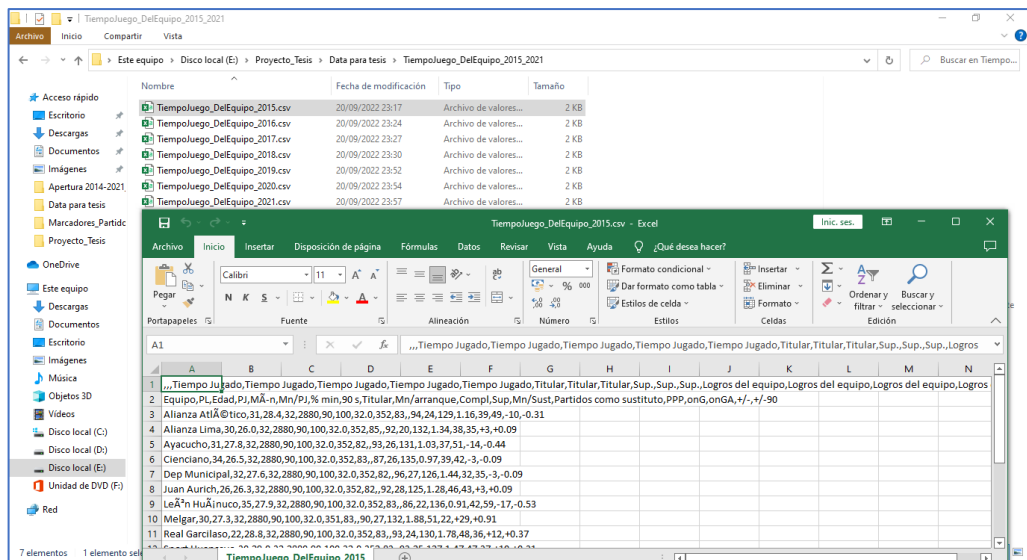 TiempoJuego_DelEquipo_2015_2021
Archivo Inicio Compartir Vista
Este equipo > Disco local (E:) > Proyecto_Tesis > Data para tesis > TiempoJuego_DelEquipo_2015_2021
Buscar en Tiempo...
Nombre Fecha de modificación Tipo Tamaño
Acceso rápido
Escritorio
Descargas
Documentos
Imágenes
Apertura 2014-2021
Data para tesis
Marcadores_Partidc
Proyecto_Tesis
OneDrive
Este equipo
Descargas
Documentos
Escritorio
Imágenes
Música
Objetos 3D
Vídeos
Disco local (C:)
Disco local (D:)
Disco local (E:)
Unidad de DVD (F:)
Red
TiempoJuego_DelEquipo_2015.csv 20/09/2022 23:17 Archivo de valores... 2 KB
TiempoJuego_DelEquipo_2016.csv 20/09/2022 23:24 Archivo de valores... 2 KB
TiempoJuego_DelEquipo_2017.csv 20/09/2022 23:27 Archivo de valores... 2 KB
TiempoJuego_DelEquipo_2018.csv 20/09/2022 23:30 Archivo de valores... 2 KB
TiempoJuego_DelEquipo_2019.csv 20/09/2022 23:52 Archivo de valores... 2 KB
TiempoJuego_DelEquipo_2020.csv 20/09/2022 23:54 Archivo de valores... 2 KB
TiempoJuego_DelEquipo_2021.csv 20/09/2022 23:57 Archivo de valores... 2 KB
TiempoJuego_DelEquipo_2015.csv - Excel Inic. ses.
Archivo Inicio Insertar Disposición de página Fórmulas Datos Revisar Vista Ayuda ¿Qué desea hacer?
Pegar
Calibri 11
N K S
General
% 000
Formato condicional
Dar formato como tabla
Estilos de celda
Insertar
Eliminar
Formato
Ordenar y filtrar
Buscar y seleccionar
Portapapeles Fuente Alineación Número Estilos Celdas Edición
A1 fx ,,,Tiempo Jugado,Tiempo Jugado,Tiempo Jugado,Tiempo Jugado,Tiempo Jugado,Titular,Titular,Titular,Sup.,Sup.,Sup.,Logros
A B C D E F G H I J K L M N
1 ,,,Tiempo Jugado,Tiempo Jugado,Tiempo Jugado,Tiempo Jugado,Tiempo Jugado,Titular,Titular,Titular,Sup.,Sup.,Sup.,Logros del equipo,Logros del equipo,Logros del equipo,Logros
2 Equipo,PL,Edad,PJ,MÃ-n,Mn/PJ,% min,90 s,Titular,Mn/arranque,Compl,Sup,Mn/Sust,Partidos como sustituto,PPP,onG,onGA,+/-,+/-90
3 Alianza AtlÃ©tico,31,28.4,32,2880,90,100,32.0,352,83,,94,24,129,1.16,39,49,-10,-0.31
4 Alianza Lima,30,26.0,32,2880,90,100,32.0,352,85,,92,20,132,1.34,38,35,+3,+0.09
5 Ayacucho,31,27.8,32,2880,90,100,32.0,352,82,,93,26,131,1.03,37,51,-14,-0.44
6 Cienciano,34,26.5,32,2880,90,100,32.0,352,83,,87,26,135,0.97,39,42,-3,-0.09
7 Dep Municipal,32,27.6,32,2880,90,100,32.0,352,82,,96,27,126,1.44,32,35,-3,-0.09
8 Juan Aurich,26,26.3,32,2880,90,100,32.0,352,82,,92,28,125,1.28,46,43,+3,+0.09
9 LeÃ³n HuÃ¡nuco,35,27.9,32,2880,90,100,32.0,352,83,,86,22,136,0.91,42,59,-17,-0.53
10 Melgar,30,27.3,32,2880,90,100,32.0,351,83,,90,27,132,1.88,51,22,+29,+0.91
11 Real Garcilaso,22,28.8,32,2880,90,100,32.0,352,83,,93,24,130,1.78,48,36,+12,+0.37
TiempoJuego_DelEquipo_2015
7 elementos 1 elemento sele